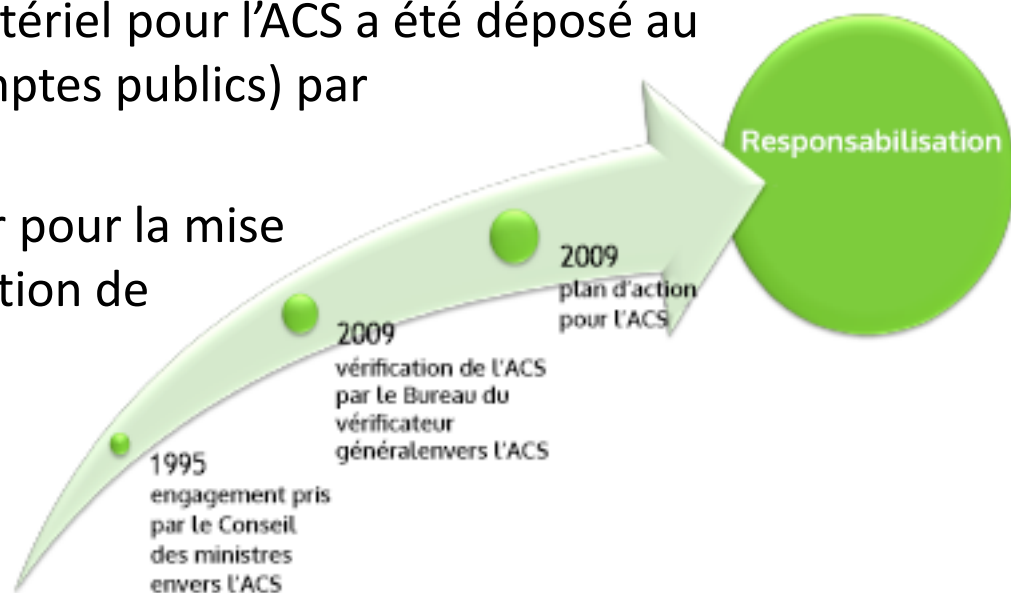 tériel pour l’ACS a été déposé au
mptes publics) par
r pour la mise
tion de
Responsabilisation
2009
plan d’action
pour l’ACS
2009
vérification de l’ACS
par le Bureau du
vérificateur
généralenvers l’ACS
1995
engagement pris
par le Conseil
des ministres
envers l’ACS